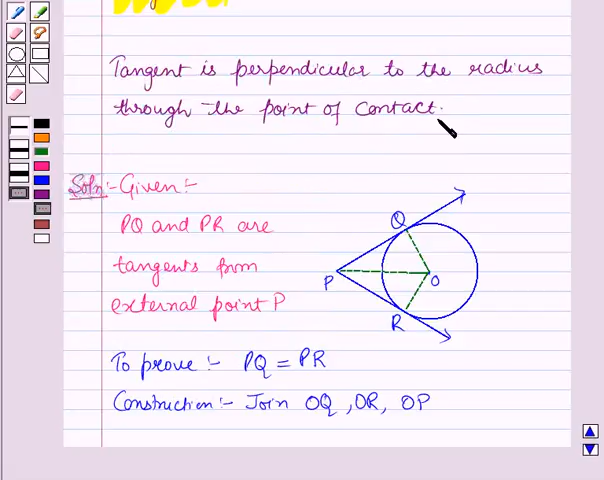 Tangent is perpendicular to the radius
through the point of contact.
Soln:- Given:-
PQ and PR are
tangents from
external point P
Q
P
O
R
To prove:- PQ = PR
Construction:- Join OQ, OR, OP